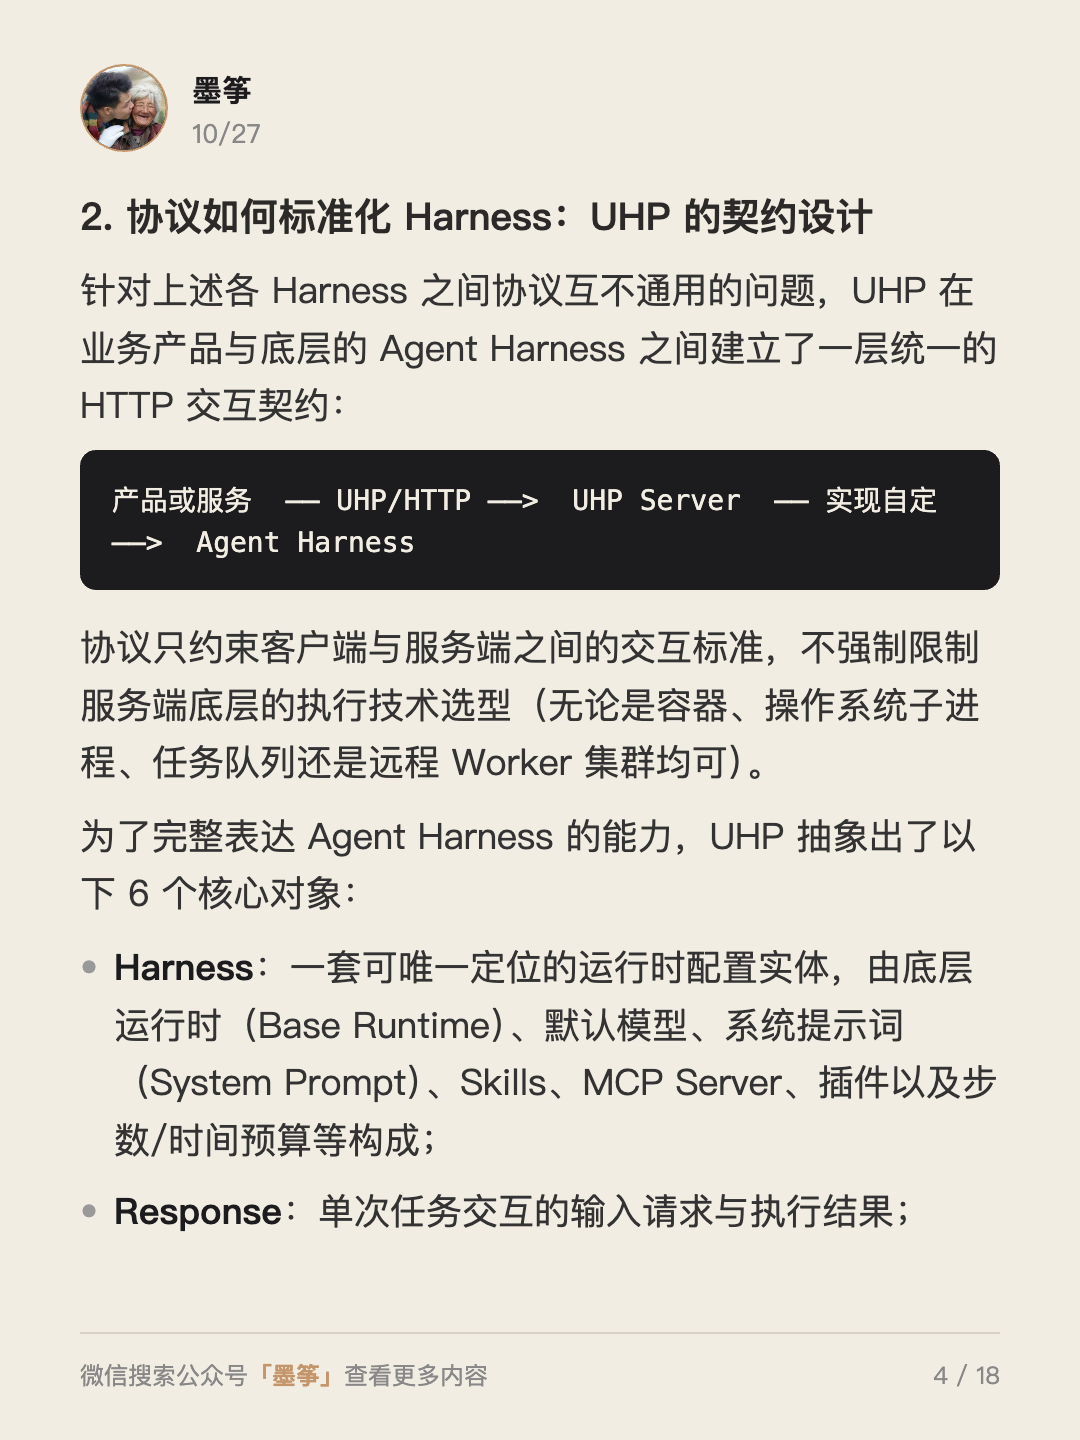 墨筝
10/27
2. 协议如何标准化 Harness：UHP 的契约设计
针对上述各 Harness 之间协议互不通用的问题，UHP 在
业务产品与底层的 Agent Harness 之间建立了一层统一的
HTTP 交互契约：
产品或服务  —— UHP/HTTP ——>  UHP Server  —— 实现自定
——>  Agent Harness
协议只约束客户端与服务端之间的交互标准，不强制限制
服务端底层的执行技术选型（无论是容器、操作系统子进
程、任务队列还是远程 Worker 集群均可）。
为了完整表达 Agent Harness 的能力，UHP 抽象出了以
下 6 个核心对象：
• Harness：一套可唯一定位的运行时配置实体，由底层
运行时（Base Runtime）、默认模型、系统提示词
（System Prompt）、Skills、MCP Server、插件以及步
数/时间预算等构成；
• Response：单次任务交互的输入请求与执行结果；
微信搜索公众号「墨筝」查看更多内容
4 / 18